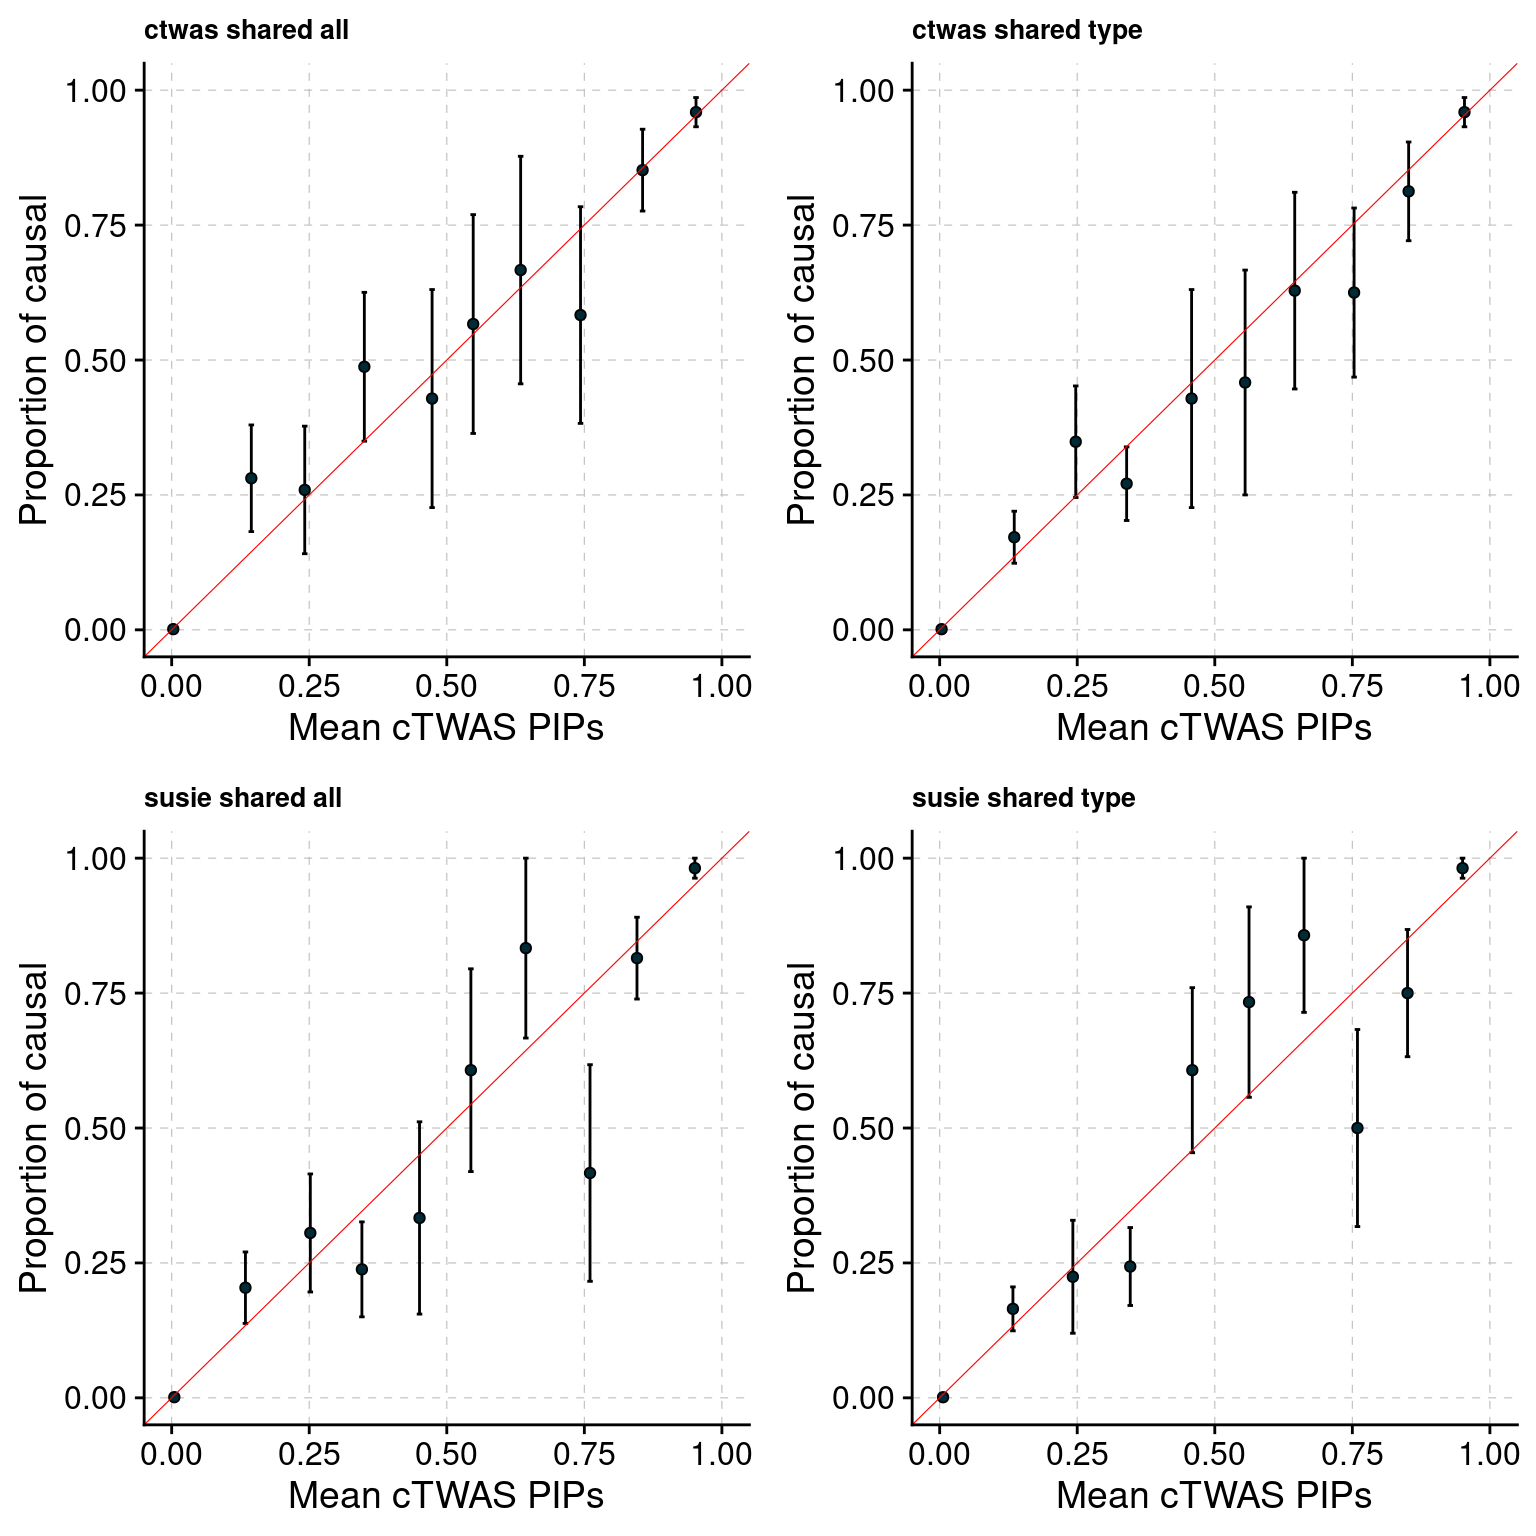 ctwas shared all
1.00
0.75
0.50
0.25
0.00
Proportion of causal
0.00 0.25 0.50 0.75 1.00
Mean cTWAS PIPs
ctwas shared type
1.00
0.75
0.50
0.25
0.00
Proportion of causal
0.00 0.25 0.50 0.75 1.00
Mean cTWAS PIPs
susie shared all
1.00
0.75
0.50
0.25
0.00
Proportion of causal
0.00 0.25 0.50 0.75 1.00
Mean cTWAS PIPs
susie shared type
1.00
0.75
0.50
0.25
0.00
Proportion of causal
0.00 0.25 0.50 0.75 1.00
Mean cTWAS PIPs